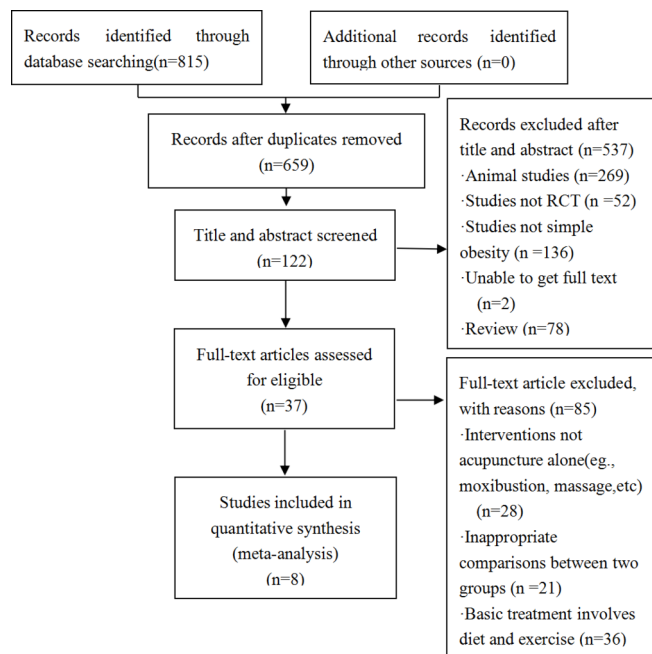 Records identified through
database searching(n=815)
Additional records identified
through other sources (n=0)
Records after duplicates removed
(n=659)
Records excluded after
title and abstract (n=537)
·Animal studies (n=269)
·Studies not RCT (n =52)
·Studies not simple
obesity (n =136)
·Unable to get full text
(n=2)
·Review (n=78)
Title and abstract screened
(n=122)
Full-text articles assessed
for eligible
(n=37)
Full-text article excluded,
with reasons (n=85)
·Interventions not
acupuncture alone(eg.,
moxibustion, massage,etc)
(n=28)
·Inappropriate
comparisons between two
groups (n =21)
·Basic treatment involves
diet and exercise (n=36)
Studies included in
quantitative synthesis
(meta-analysis)
(n=8)